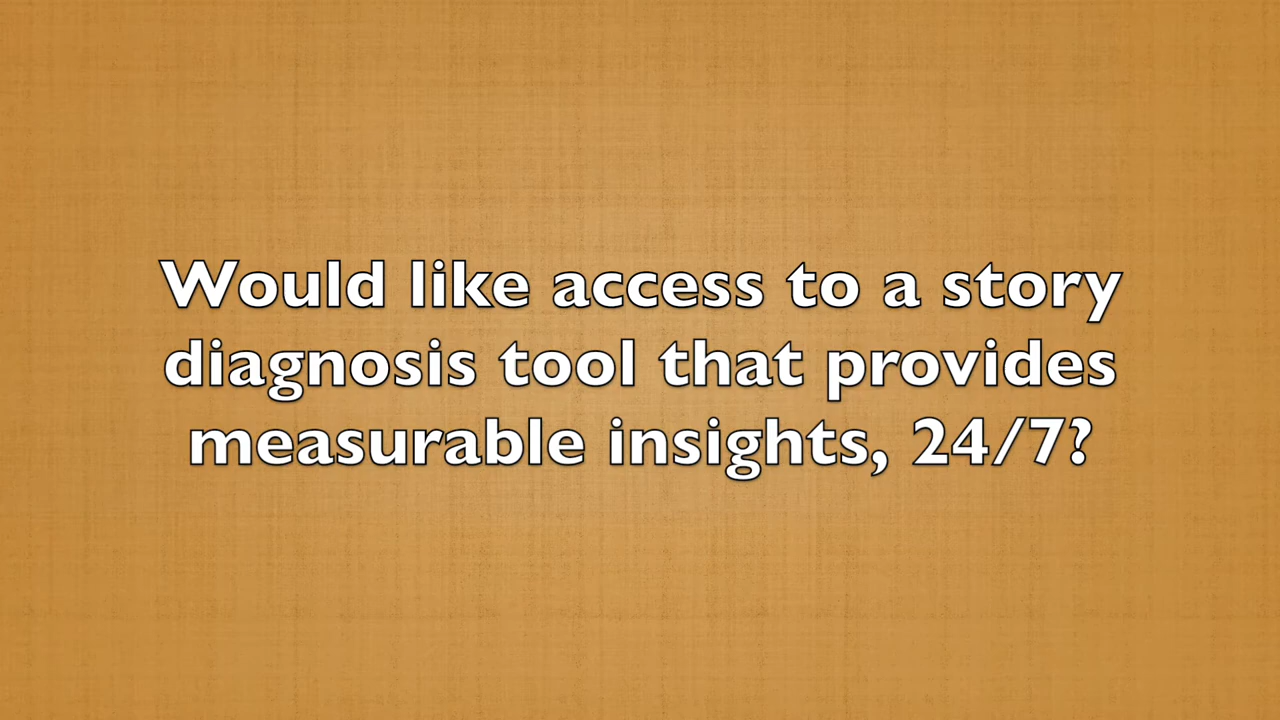 Would like access to a story
diagnosis tool that provides
measurable insights, 24/7?